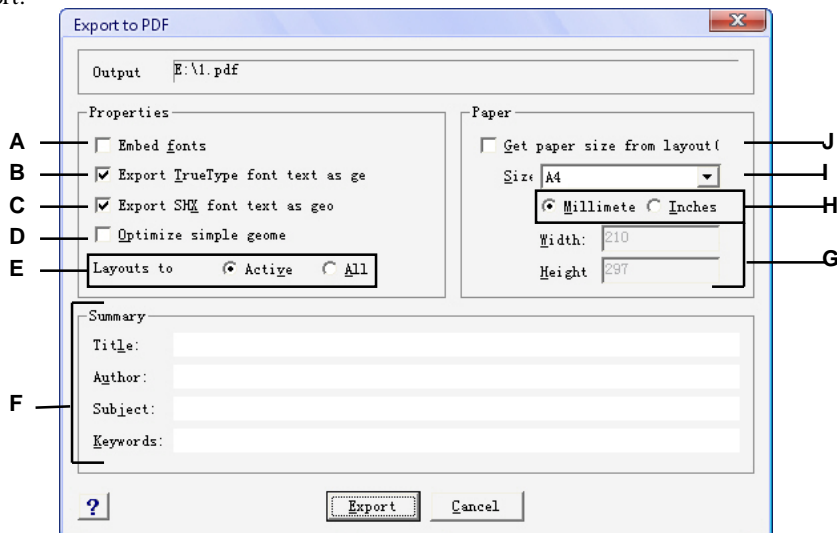 ort:
Export to PDF
Output E:\1.pdf
Properties
A Embed fonts
B Export TrueType font text as ge
C Export SHX font text as geo
D Optimize simple geome
E Layouts to Active All
Paper
Get paper size from layout( J
Size A4 I
Millimete Inches H
Width: 210
G
Height 297
Summary
Title:
Author:
F
Subject:
Keywords:
? Export Cancel